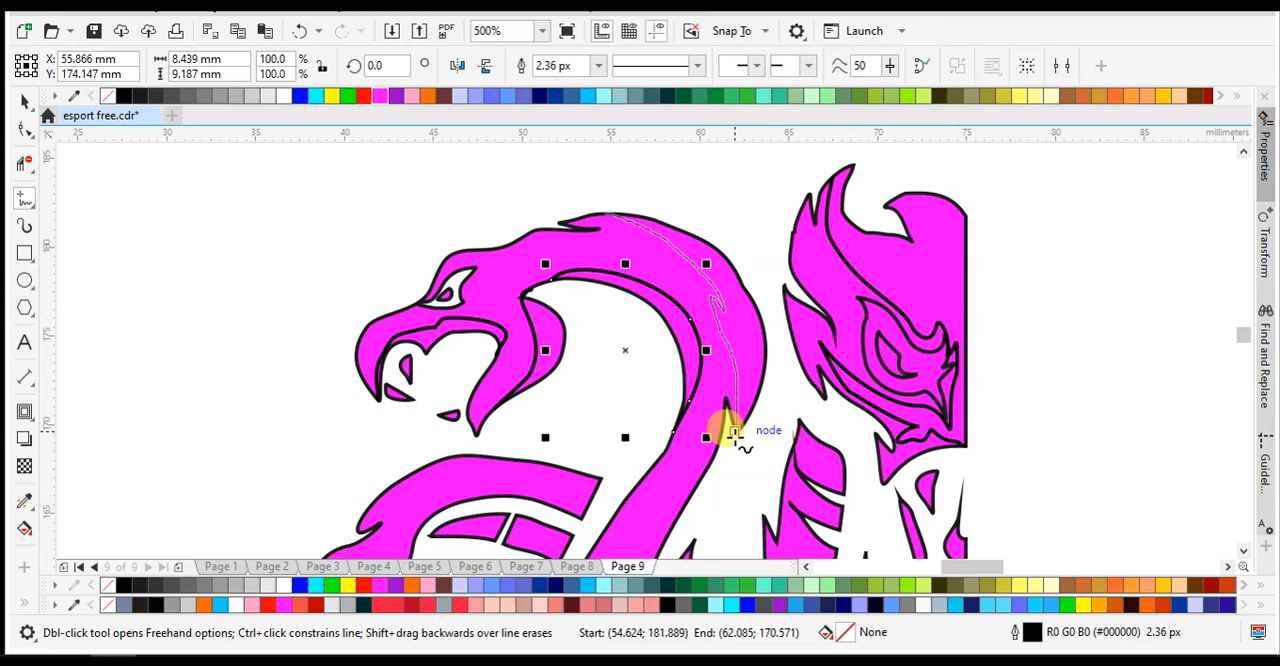 PDF
500%
Snap To
Launch
X: 55.866 mm
Y: 174.147 mm
8.439 mm
9.187 mm
100.0 %
100.0 %
0.0
2.36 px
50
esport free.cdr*
25 30 35 40 45 50 55 60 65 70 75 80 85 millimeters
185
180
175
170
165
node
Properties
Transform
Find and Replace
Guidel...
9 of 9
Page 1 Page 2 Page 3 Page 4 Page 5 Page 6 Page 7 Page 8 Page 9
Dbl-click tool opens Freehand options; Ctrl+click constrains line; Shift+drag backwards over line erases
Start: (54.624; 181.889) End: (62.085; 170.571)
None
R0 G0 B0 (#000000) 2.36 px